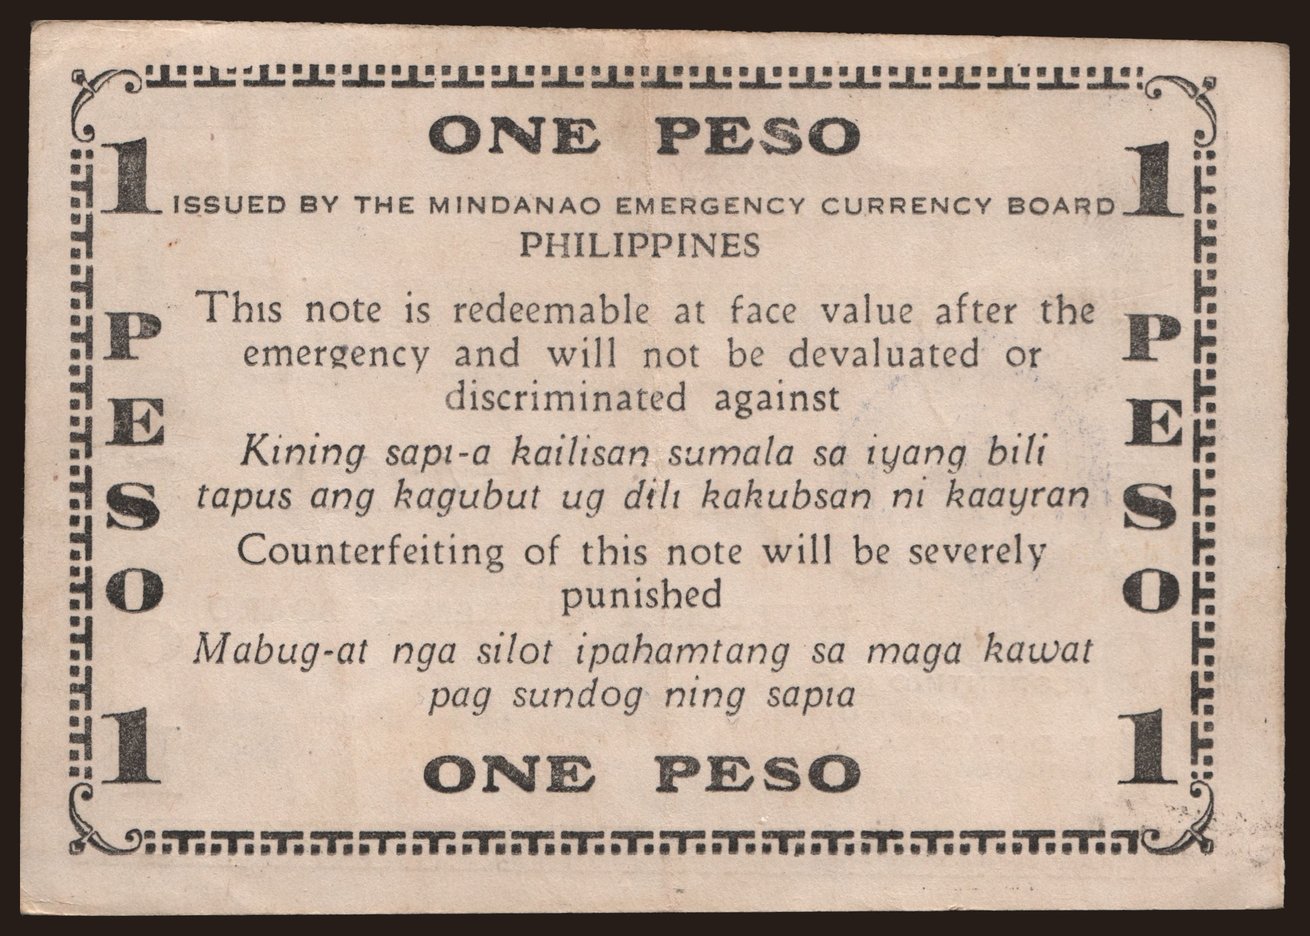 ONE PESO
1 ISSUED BY THE MINDANAO EMERGENCY CURRENCY BOARD 1
PHILIPPINES
This note is redeemable at face value after the
emergency and will not be devaluated or
discriminated against
Kining sapi-a kailisan sumala sa iyang bili
tapus ang kagubut ug dili kakubsan ni kaayran
Counterfeiting of this note will be severely
punished
Mabug-at nga silot ipahamtang sa maga kawat
pag sundog ning sapia
PESO
PESO
1 ONE PESO 1